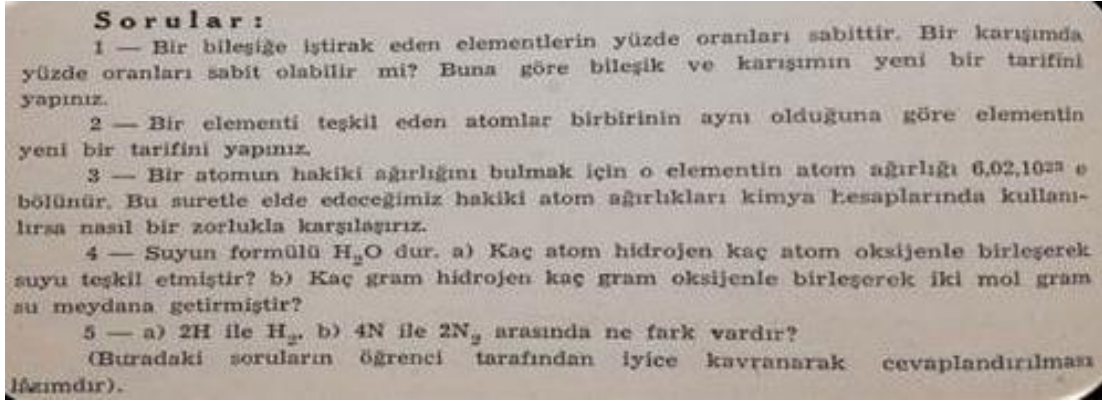 Sorular:
1 — Bir bileşiğe iştirak eden elementlerin yüzde oranları sabittir. Bir karışımda
yüzde oranları sabit olabilir mi? Buna göre bileşik ve karışımın yeni bir tarifini
yapınız.
2 — Bir elementi teşkil eden atomlar birbirinin aynı olduğuna göre elementin
yeni bir tarifini yapınız.
3 — Bir atomun hakiki ağırlığını bulmak için o elementin atom ağırlığı 6,02.10²³ e
bölünür. Bu suretle elde edeceğimiz hakiki atom ağırlıkları kimya hesaplarında kullanı-
lırsa nasıl bir zorlukla karşılaşırız.
4 — Suyun formülü H₂O dur. a) Kaç atom hidrojen kaç atom oksijenle birleşerek
suyu teşkil etmiştir? b) Kaç gram hidrojen kaç gram oksijenle birleşerek iki mol gram
su meydana getirmiştir?
5 — a) 2H ile H₂, b) 4N ile 2N₂ arasında ne fark vardır?
(Buradaki soruların öğrenci tarafından iyice kavranarak cevaplandırılması
lâzımdır).